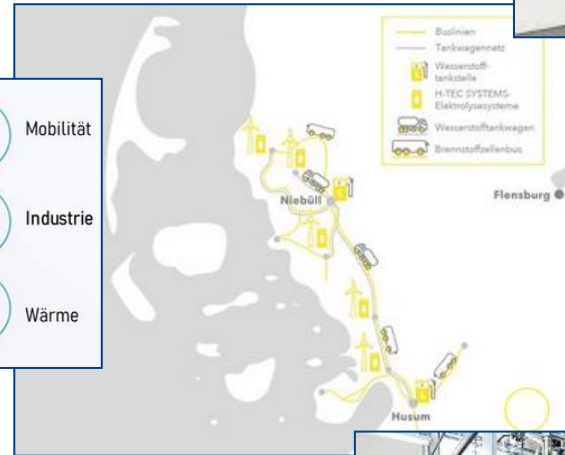 Mobilität
Industrie
Wärme
Buslinien
Tankwagennetz
Wasserstoff-
tankstelle
H-TEC SYSTEMS-
Elektrolysesysteme
Wasserstofftankwagen
Brennstoffzellenbus
Flensburg
Niebüll
Husum